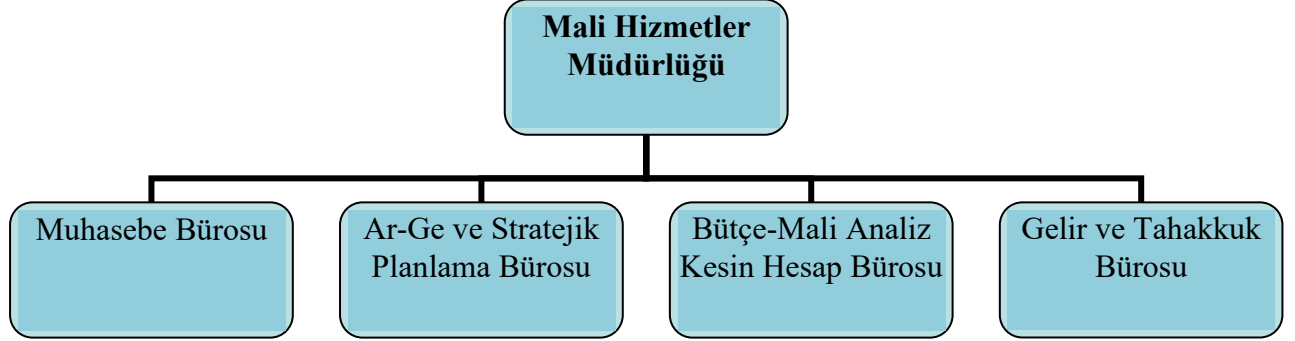 Mali Hizmetler
Müdürlüğü
Muhasebe Bürosu
Ar-Ge ve Stratejik
Planlama Bürosu
Bütçe-Mali Analiz
Kesin Hesap Bürosu
Gelir ve Tahakkuk
Bürosu